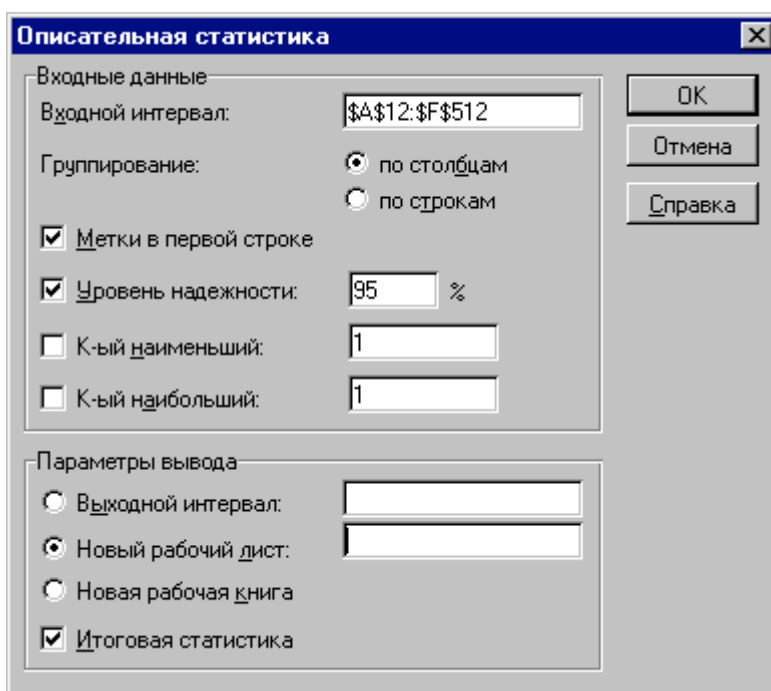 Описательная статистика
Входные данные
Входной интервал: $A$12:$F$512
Группирование: по столбцам
по строкам
Метки в первой строке
Уровень надежности: 95 %
К-ый наименьший: 1
К-ый наибольший: 1
Параметры вывода
Выходной интервал:
Новый рабочий лист:
Новая рабочая книга
Итоговая статистика
OK
Отмена
Справка